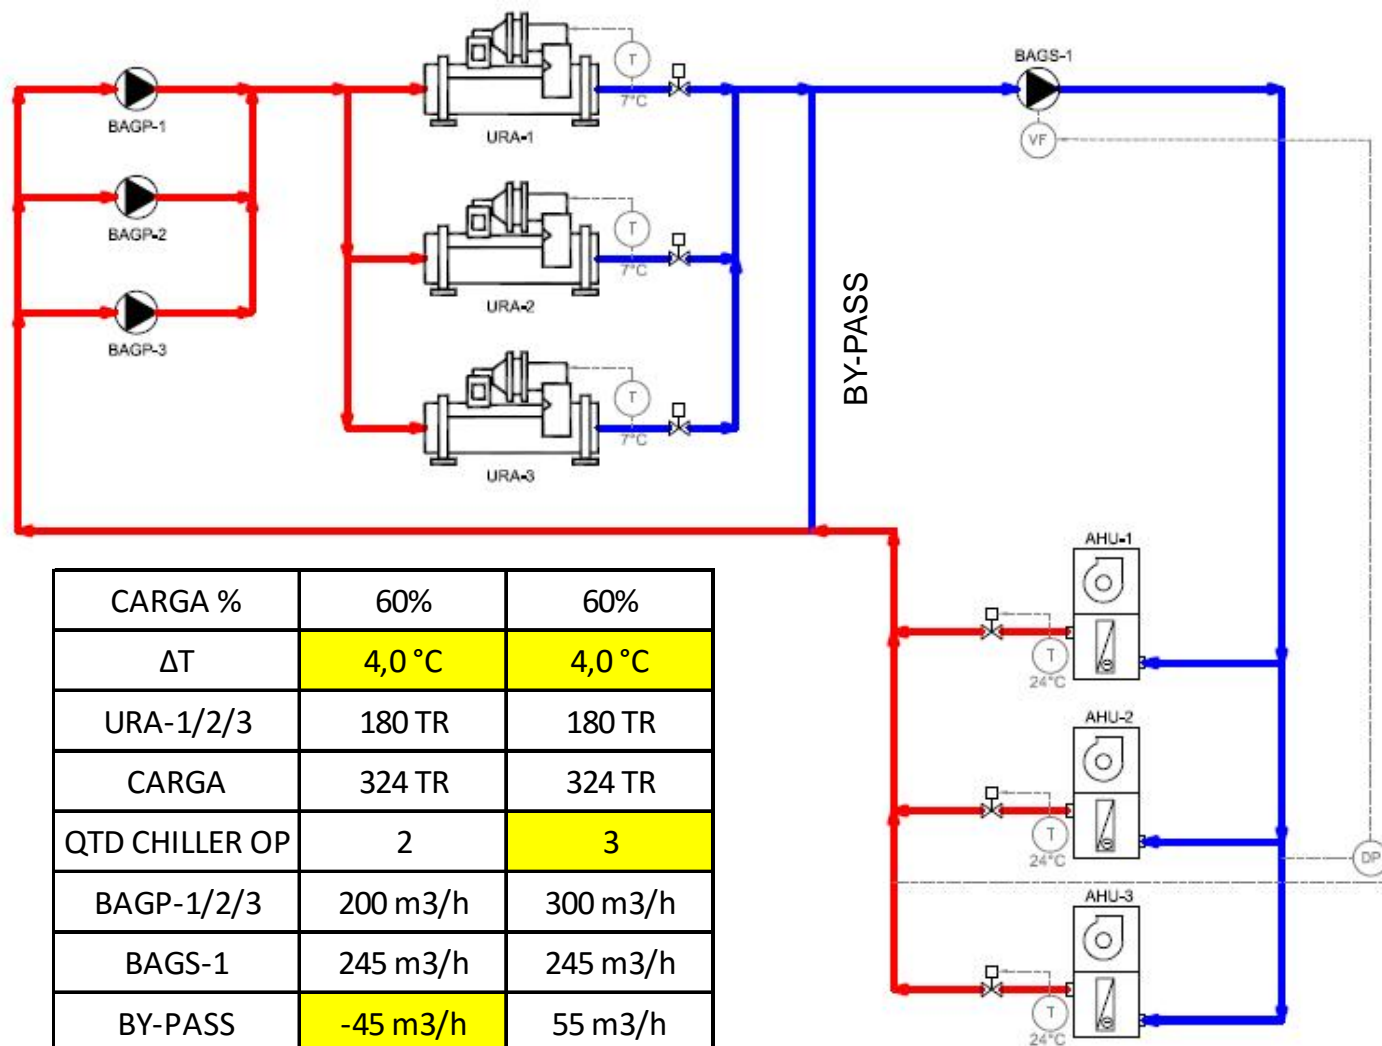 BAGP-1
BAGP-2
BAGP-3
T
7°C
URA-1
T
7°C
URA-2
T
7°C
URA-3
BY-PASS
BAGS-1
VF
DP
AHU-1
T
24°C
AHU-2
T
24°C
AHU-3
T
24°C
CARGA % 60% 60%
ΔT 4,0 °C 4,0 °C
URA-1/2/3 180 TR 180 TR
CARGA 324 TR 324 TR
QTD CHILLER OP 2 3
BAGP-1/2/3 200 m3/h 300 m3/h
BAGS-1 245 m3/h 245 m3/h
BY-PASS -45 m3/h 55 m3/h